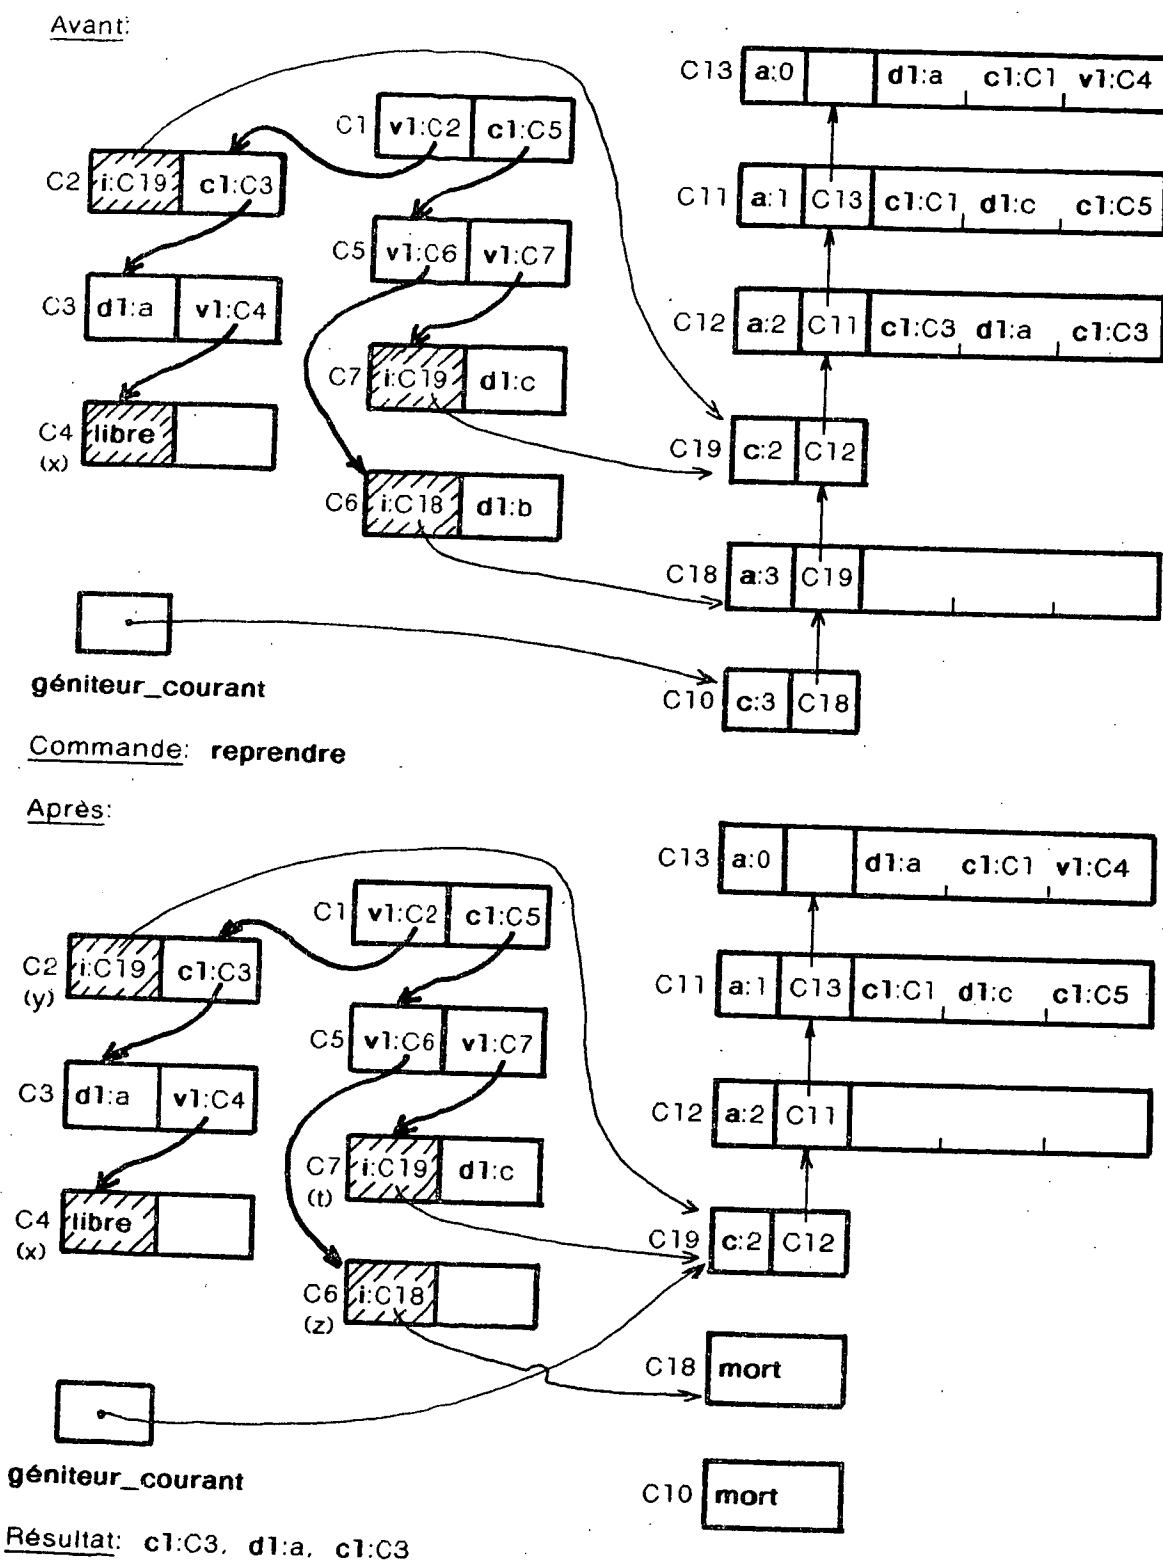 Avant:
C13 a:0 d1:a c1:C1 v1:C4
C1 v1:C2 c1:C5
C2 i:C19 c1:C3
C11 a:1 C13 c1:C1 d1:c c1:C5
C5 v1:C6 v1:C7
C3 d1:a v1:C4
C12 a:2 C11 c1:C3 d1:a c1:C3
C7 i:C19 d1:c
C4 libre
(x)
C19 c:2 C12
C6 i:C18 d1:b
C18 a:3 C19
géniteur_courant
C10 c:3 C18
Commande: reprendre
Après:
C13 a:0 d1:a c1:C1 v1:C4
C1 v1:C2 c1:C5
C2 i:C19 c1:C3
(y)
C11 a:1 C13 c1:C1 d1:c c1:C5
C5 v1:C6 v1:C7
C3 d1:a v1:C4
C12 a:2 C11
C7 i:C19 d1:c
(t)
C4 libre
(x)
C19 c:2 C12
C6 i:C18
(z)
C18 mort
géniteur_courant
C10 mort
Résultat: c1:C3, d1:a, c1:C3